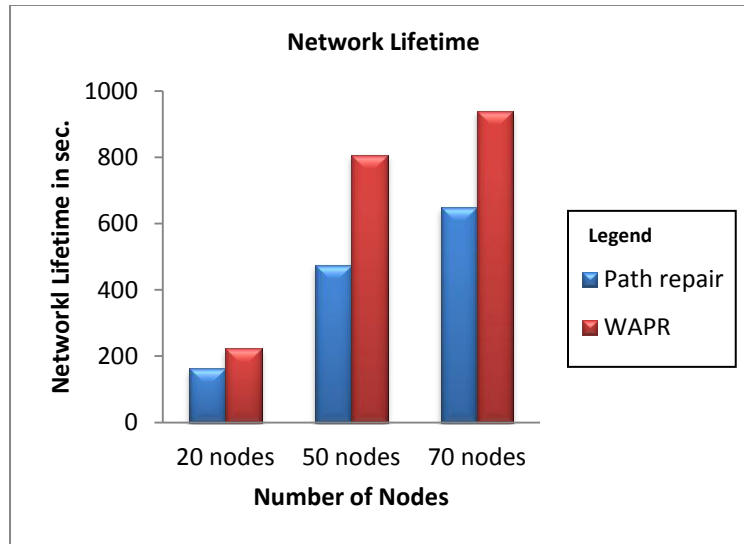 Network Lifetime
Networkl Lifetime in sec.
1000
800
600
400
200
0
20 nodes
50 nodes
70 nodes
Number of Nodes
Legend
Path repair
WAPR